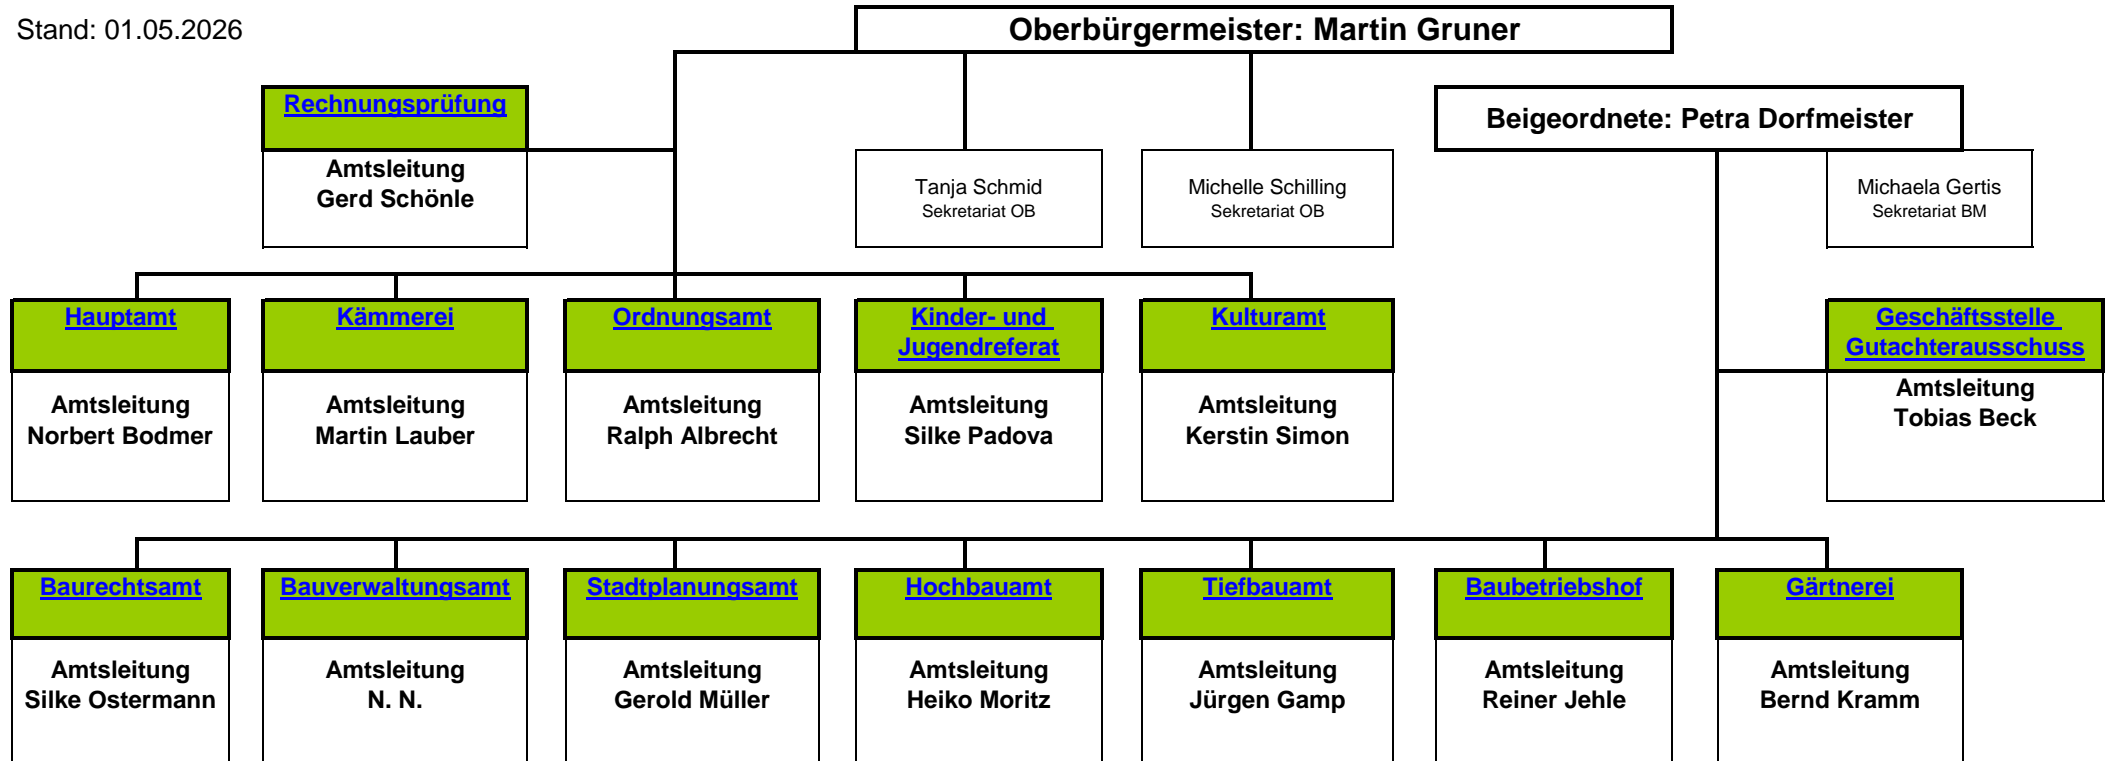 Stand: 01.05.2026
Oberbürgermeister: Martin Gruner
Rechnungsprüfung
Amtsleitung
Gerd Schönle
Tanja Schmid
Sekretariat OB
Michelle Schilling
Sekretariat OB
Beigeordnete: Petra Dorfmeister
Michaela Gertis
Sekretariat BM
Hauptamt
Amtsleitung
Norbert Bodmer
Kämmerei
Amtsleitung
Martin Lauber
Ordnungsamt
Amtsleitung
Ralph Albrecht
Kinder- und
Jugendreferat
Amtsleitung
Silke Padova
Kulturamt
Amtsleitung
Kerstin Simon
Geschäftsstelle
Gutachterausschuss
Amtsleitung
Tobias Beck
Baurechtsamt
Amtsleitung
Silke Ostermann
Bauverwaltungsamt
Amtsleitung
N. N.
Stadtplanungsamt
Amtsleitung
Gerold Müller
Hochbauamt
Amtsleitung
Heiko Moritz
Tiefbauamt
Amtsleitung
Jürgen Gamp
Baubetriebshof
Amtsleitung
Reiner Jehle
Gärtnerei
Amtsleitung
Bernd Kramm